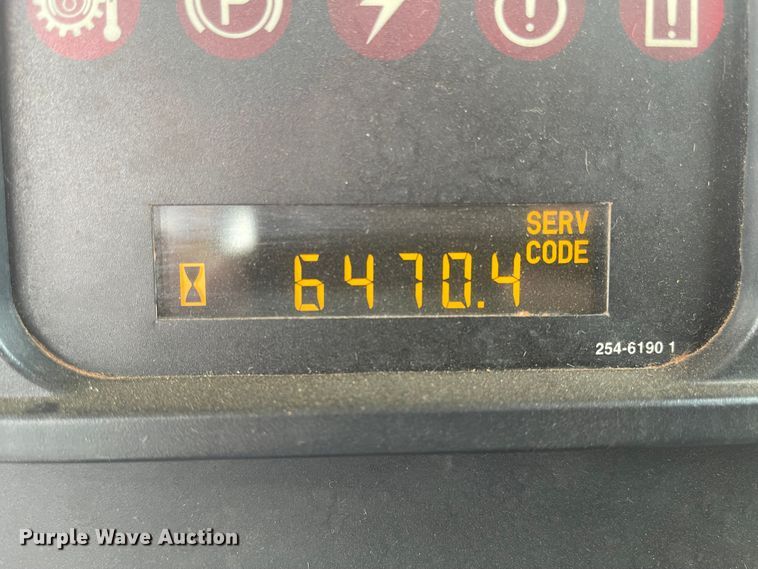 P
SERV
CODE
6470.4
254-6190 1
Purple Wave Auction